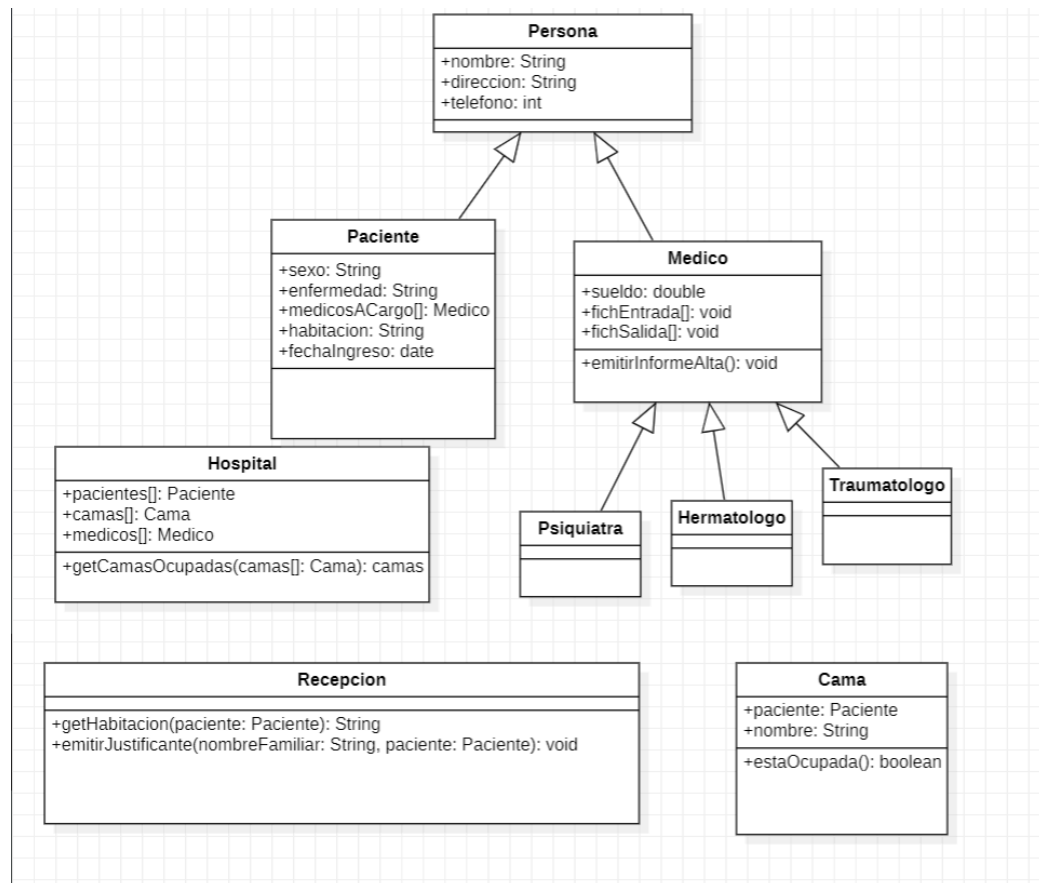 Persona
+nombre: String
+direccion: String
+telefono: int
Paciente
+sexo: String
+enfermedad: String
+medicosACargo[]: Medico
+habitacion: String
+fechaIngreso: date
Medico
+sueldo: double
+fichEntrada[]: void
+fichSalida[]: void
+emitirInformeAlta(): void
Hospital
+pacientes[]: Paciente
+camas[]: Cama
+medicos[]: Medico
+getCamasOcupadas(camas[]: Cama): camas
Psiquiatra
Hermatologo
Traumatologo
Recepcion
+getHabitacion(paciente: Paciente): String
+emitirJustificante(nombreFamiliar: String, paciente: Paciente): void
Cama
+paciente: Paciente
+nombre: String
+estaOcupada(): boolean